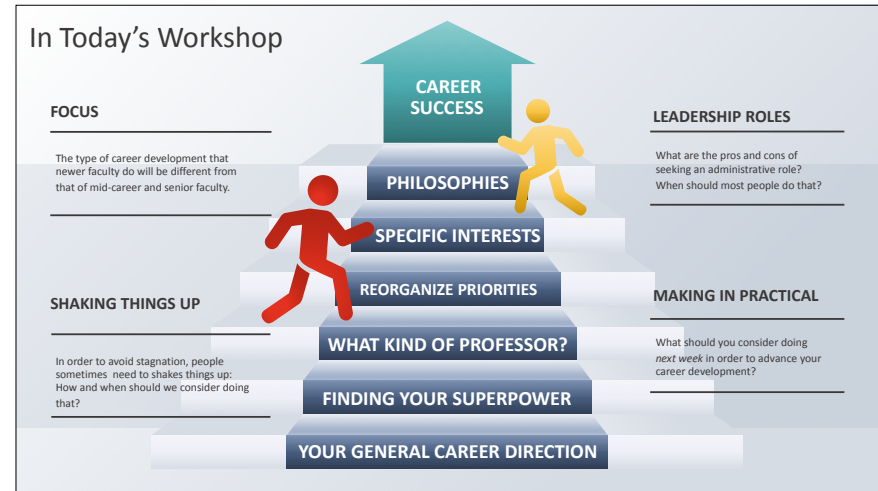 In Today's Workshop
FOCUS
The type of career development that
newer faculty do will be different from
that of mid-career and senior faculty.
SHAKING THINGS UP
In order to avoid stagnation, people
sometimes need to shakes things up:
How and when should we consider doing
that?
CAREER
SUCCESS
PHILOSOPHIES
SPECIFIC INTERESTS
REORGANIZE PRIORITIES
WHAT KIND OF PROFESSOR?
FINDING YOUR SUPERPOWER
YOUR GENERAL CAREER DIRECTION
LEADERSHIP ROLES
What are the pros and cons of
seeking an administrative role?
When should most people do that?
MAKING IN PRACTICAL
What should you consider doing
next week in order to advance your
career development?